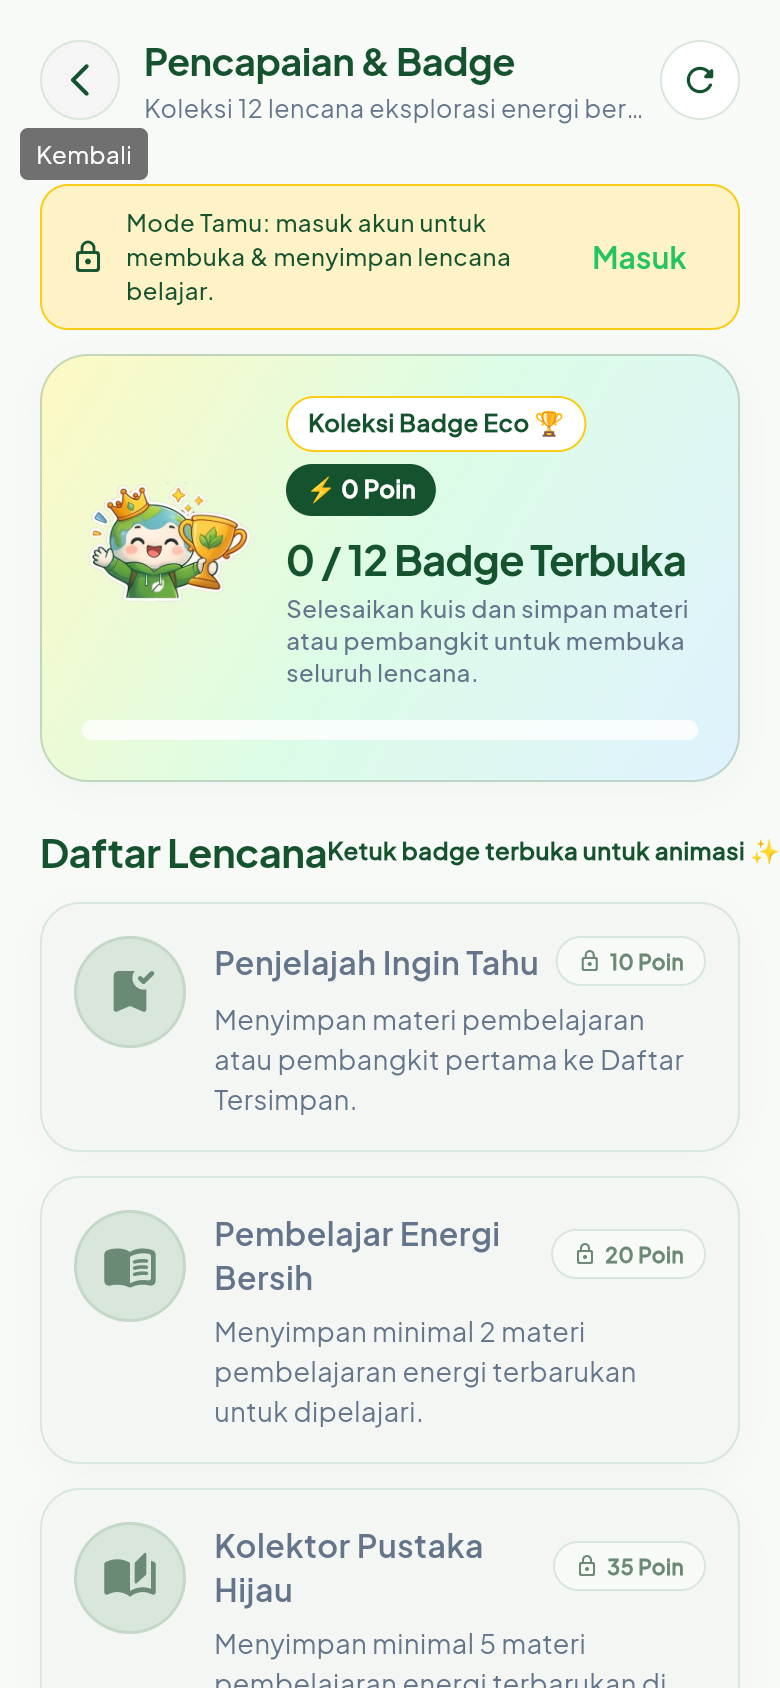 Pencapaian & Badge
Koleksi 12 lencana eksplorasi energi ber...
Kembali
Mode Tamu: masuk akun untuk
membuka & menyimpan lencana
belajar.
Masuk
Koleksi Badge Eco 🏆
⚡ 0 Poin
0 / 12 Badge Terbuka
Selesaikan kuis dan simpan materi
atau pembangkit untuk membuka
seluruh lencana.
Daftar Lencana
Ketuk badge terbuka untuk animasi ✨
Penjelajah Ingin Tahu
10 Poin
Menyimpan materi pembelajaran
atau pembangkit pertama ke Daftar
Tersimpan.
Pembelajar Energi
Bersih
20 Poin
Menyimpan minimal 2 materi
pembelajaran energi terbarukan
untuk dipelajari.
Kolektor Pustaka
Hijau
35 Poin
Menyimpan minimal 5 materi
pembelajaran energi terbarukan di